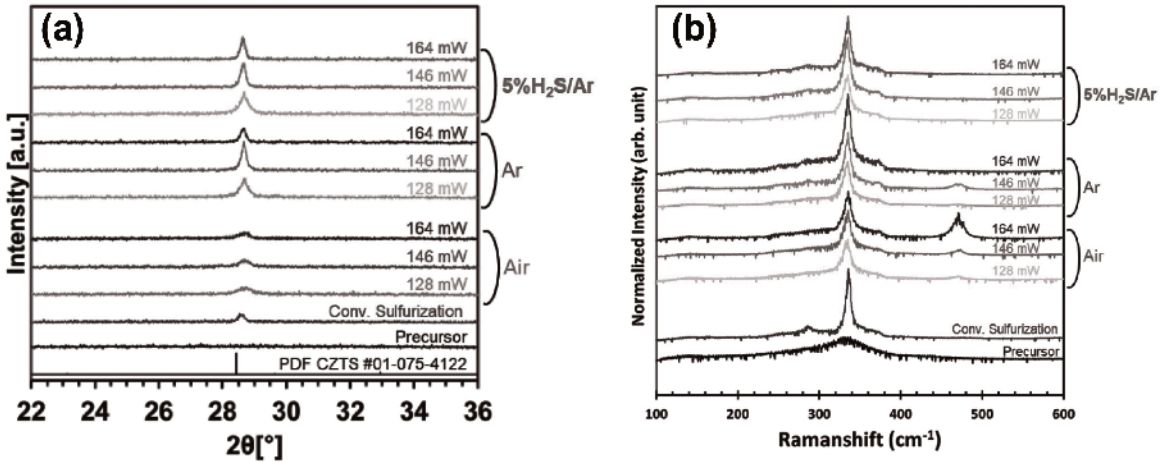 (a)
164 mW
146 mW
128 mW
5%H₂S/Ar
164 mW
146 mW
128 mW
Ar
164 mW
146 mW
128 mW
Air
Conv. Sulfurization
Precursor
PDF CZTS #01-075-4122
Intensity [a.u.]
22 24 26 28 30 32 34 36
2θ[°]
(b)
164 mW
146 mW
128 mW
5%H₂S/Ar
164 mW
146 mW
128 mW
Ar
164 mW
146 mW
128 mW
Air
Conv. Sulfurization
Precursor
Normalized Intensity (arb. unit)
100 200 300 400 500 600
Ramanshift (cm⁻¹)